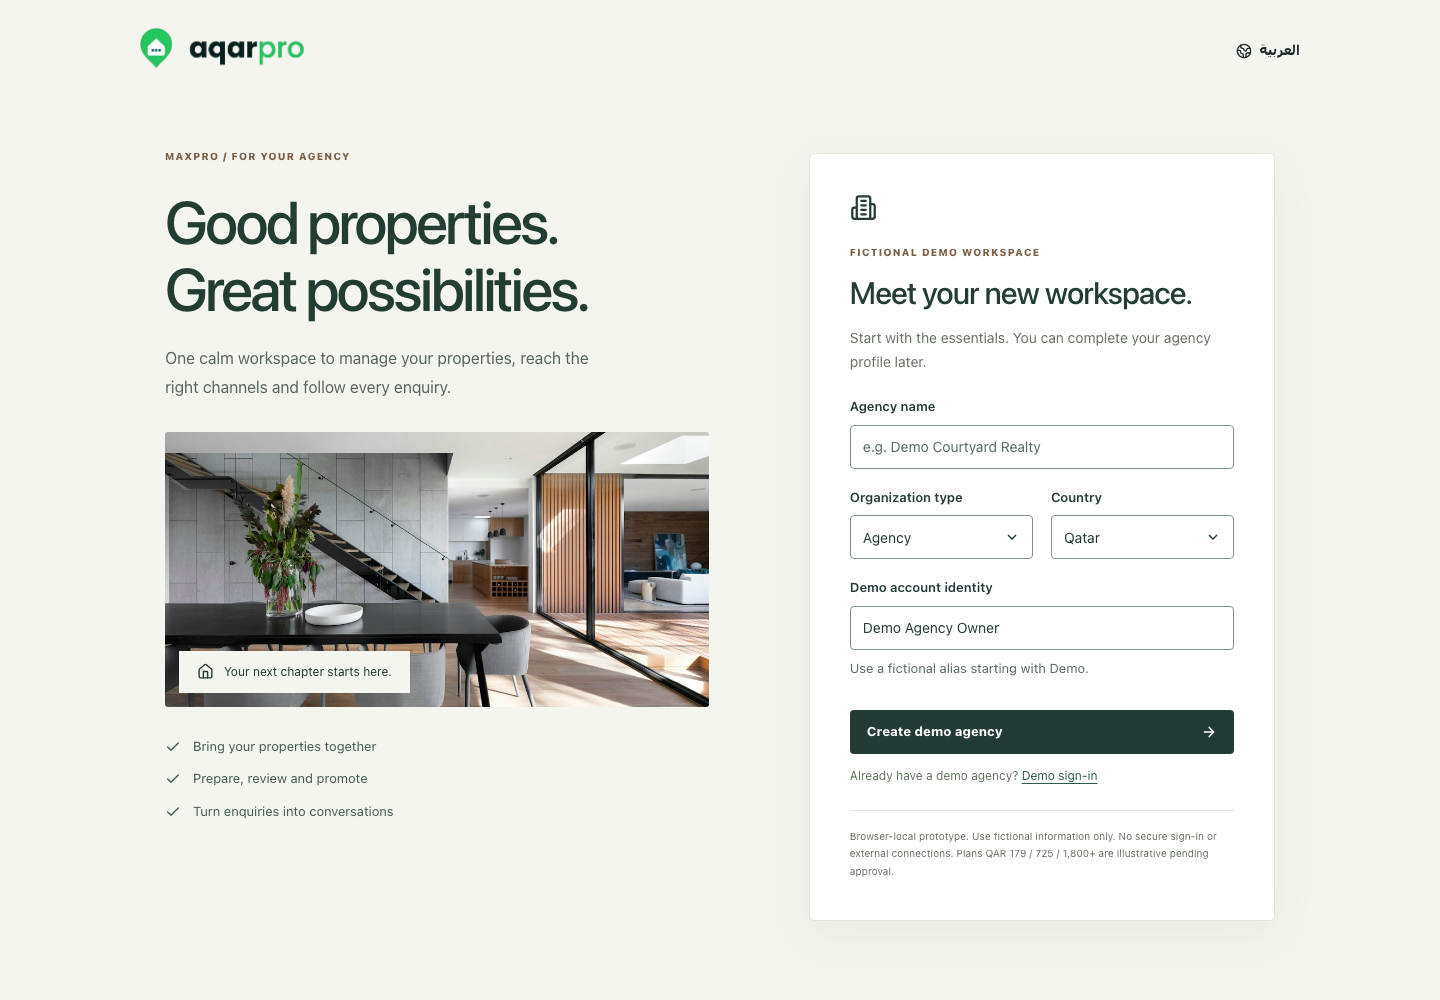 aqarpro
العربية
MAXPRO / FOR YOUR AGENCY
Good properties.
Great possibilities.
One calm workspace to manage your properties, reach the
right channels and follow every enquiry.
Your next chapter starts here.
Bring your properties together
Prepare, review and promote
Turn enquiries into conversations
FICTIONAL DEMO WORKSPACE
Meet your new workspace.
Start with the essentials. You can complete your agency
profile later.
Agency name
e.g. Demo Courtyard Realty
Organization type
Country
Agency
Qatar
Demo account identity
Demo Agency Owner
Use a fictional alias starting with Demo.
Create demo agency
Already have a demo agency? Demo sign-in
Browser-local prototype. Use fictional information only. No secure sign-in or
external connections. Plans QAR 179 / 725 / 1,800+ are illustrative pending
approval.